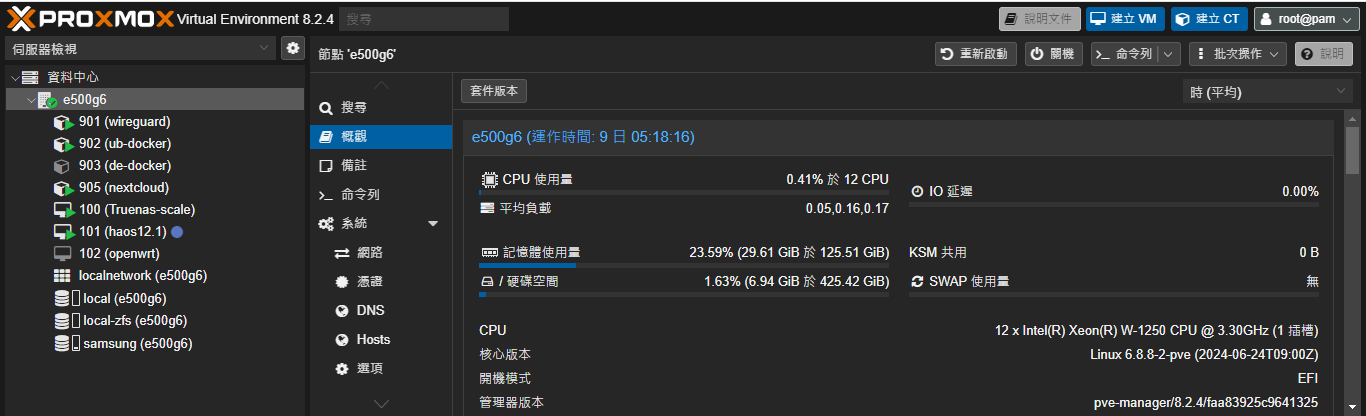 PROXMOX Virtual Environment 8.2.4 搜尋 說明文件 建立 VM 建立 CT root@pam
伺服器檢視
節點 'e500g6' 重新啟動 關機 命令列 批次操作 說明
資料中心
e500g6
901 (wireguard)
902 (ub-docker)
903 (de-docker)
905 (nextcloud)
100 (Truenas-scale)
101 (haos12.1)
102 (openwrt)
localnetwork (e500g6)
local (e500g6)
local-zfs (e500g6)
samsung (e500g6)
搜尋
概觀
備註
命令列
系統
網路
憑證
DNS
Hosts
選項
套件版本 時 (平均)
e500g6 (運作時間: 9 日 05:18:16)
CPU 使用量 0.41% 於 12 CPU
IO 延遲 0.00%
平均負載 0.05,0.16,0.17
記憶體使用量 23.59% (29.61 GiB 於 125.51 GiB)
KSM 共用 0 B
/ 硬碟空間 1.63% (6.94 GiB 於 425.42 GiB)
SWAP 使用量 無
CPU 12 x Intel(R) Xeon(R) W-1250 CPU @ 3.30GHz (1 插槽)
核心版本 Linux 6.8.8-2-pve (2024-06-24T09:00Z)
開機模式 EFI
管理器版本 pve-manager/8.2.4/faa83925c9641325